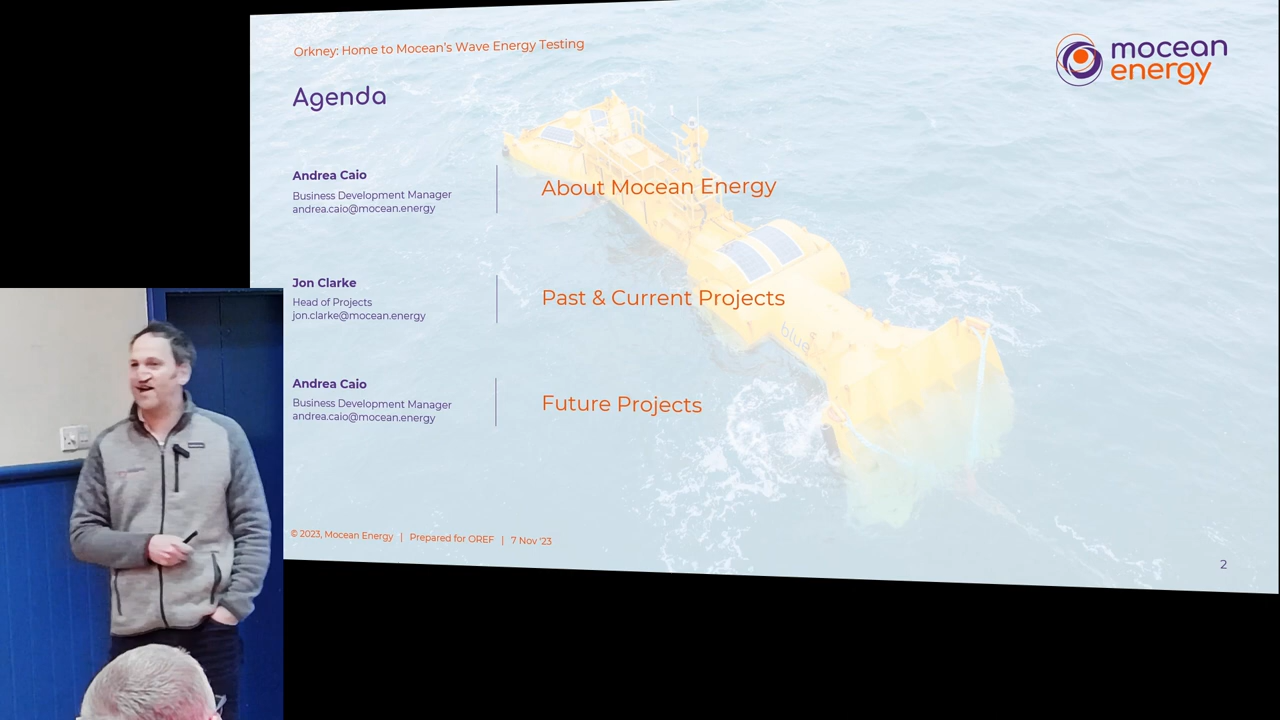 Orkney: Home to Mocean's Wave Energy Testing
mocean
energy
Agenda
Andrea Caio
Business Development Manager
andrea.caio@mocean.energy
About Mocean Energy
Jon Clarke
Head of Projects
jon.clarke@mocean.energy
Past & Current Projects
blue
Andrea Caio
Business Development Manager
andrea.caio@mocean.energy
Future Projects
© 2023, Mocean Energy | Prepared for OREF | 7 Nov '23
2